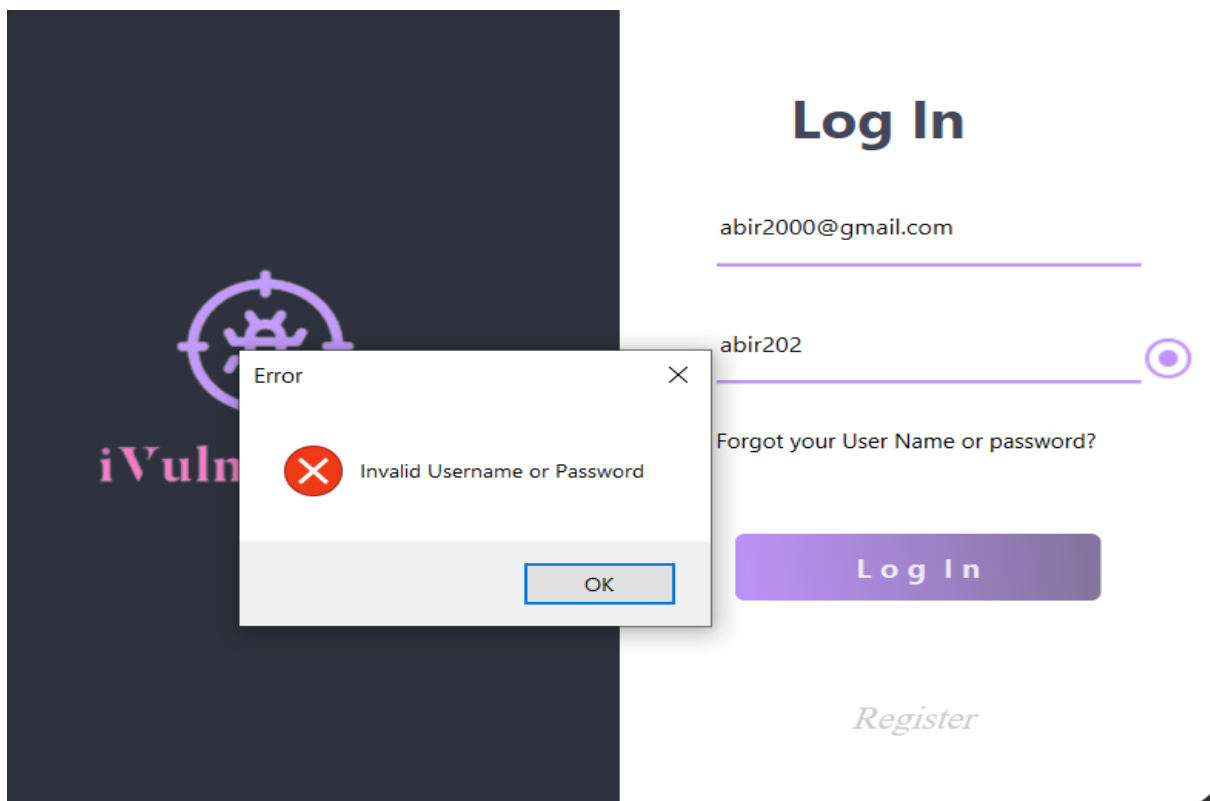 Log In
abir2000@gmail.com
abir202
Error
iVuln
Invalid Username or Password
Forgot your User Name or password?
OK
Log In
Register